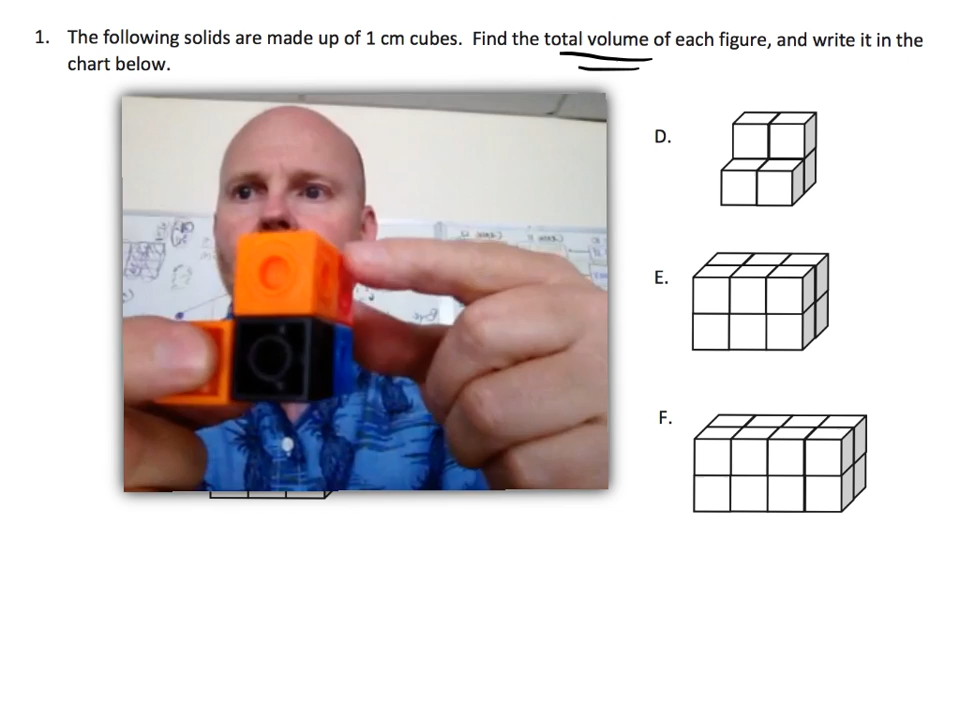 1. The following solids are made up of 1 cm cubes. Find the total volume of each figure, and write it in the
chart below.
D.
E.
F.